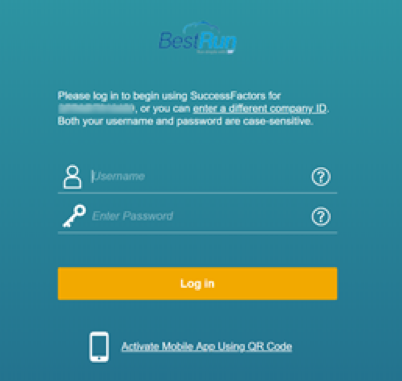 BestRun
Please log in to begin using SuccessFactors for
, or you can enter a different company ID.
Both your username and password are case-sensitive.
Username
?
Enter Password
?
Log in
Activate Mobile App Using QR Code